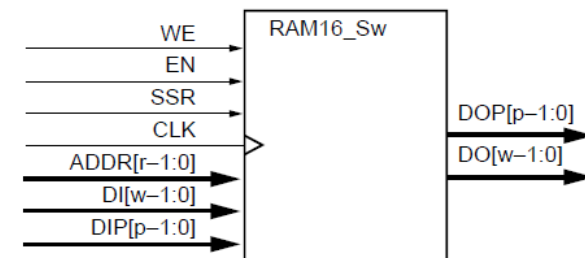 WE
EN
SSR
CLK
ADDR[r–1:0]
DI[w–1:0]
DIP[p–1:0]
RAM16_Sw
DOP[p–1:0]
DO[w–1:0]